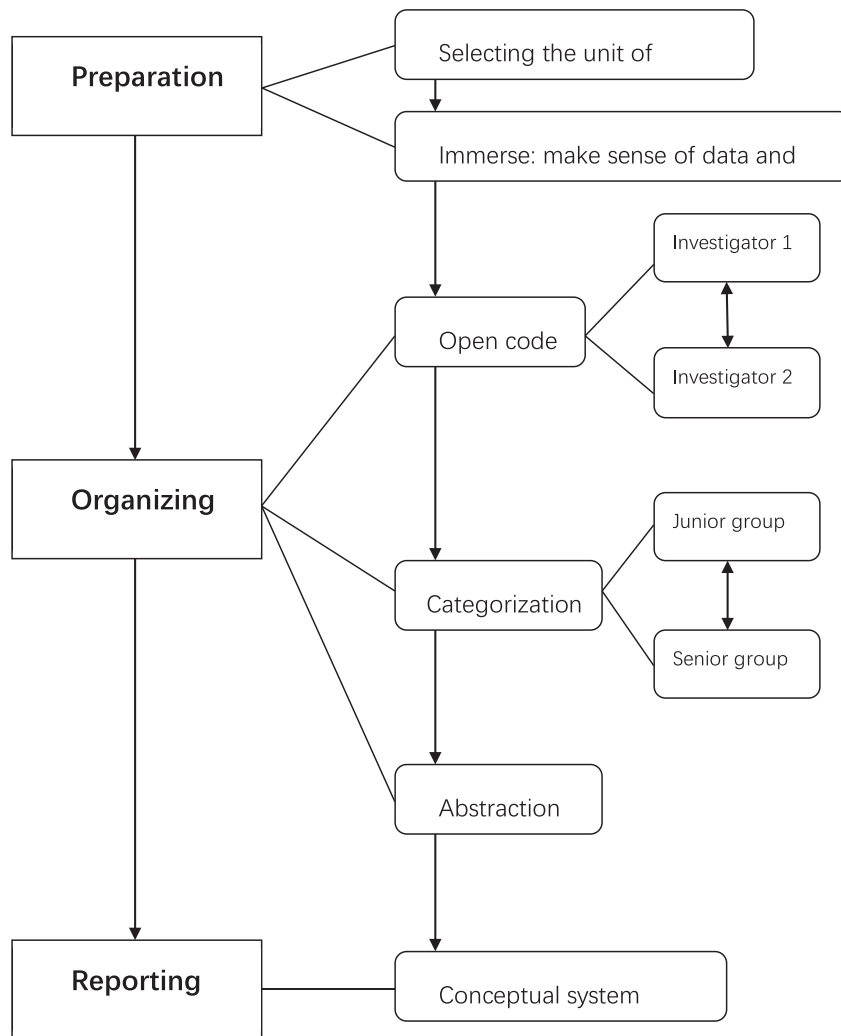 Preparation
Selecting the unit of
Immerse: make sense of data and
Open code
Investigator 1
Investigator 2
Organizing
Categorization
Junior group
Senior group
Abstraction
Reporting
Conceptual system